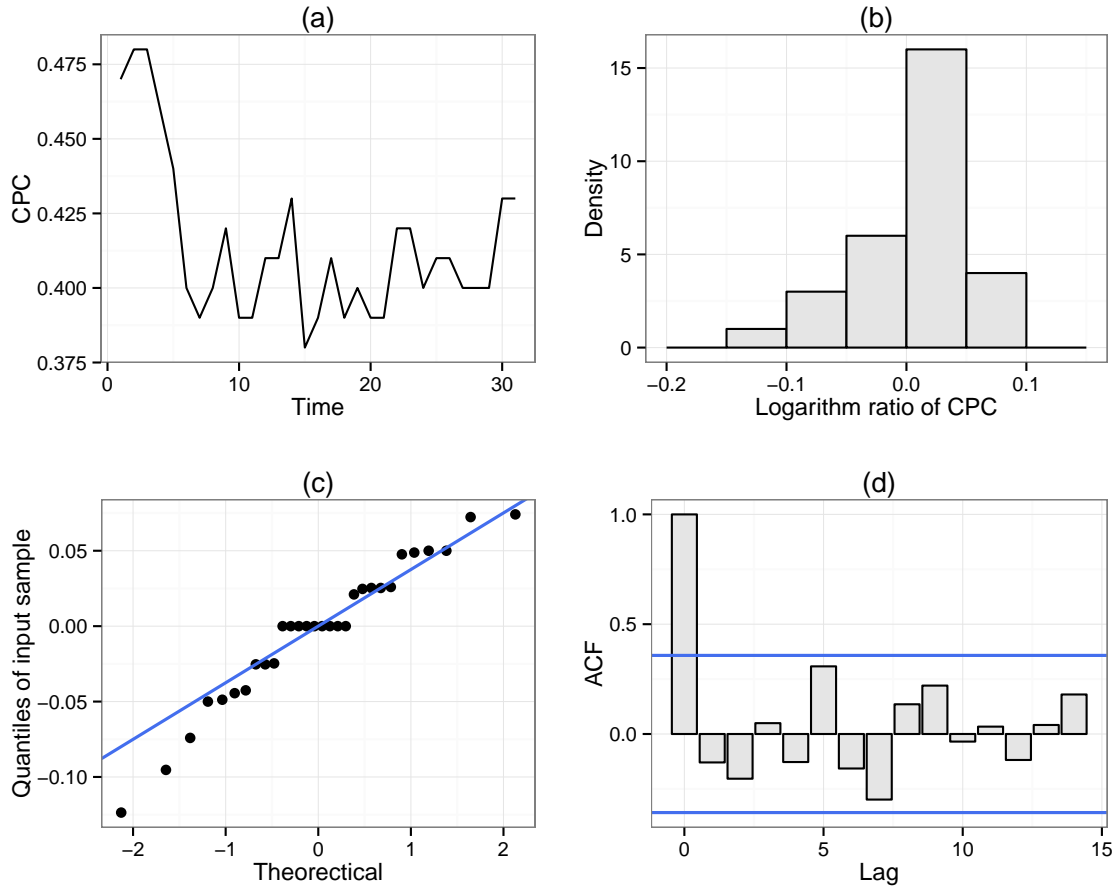 (a)
CPC
0.475
0.450
0.425
0.400
0.375
0 10 20 30
Time
(b)
Density
15
10
5
0
−0.2 −0.1 0.0 0.1
Logarithm ratio of CPC
(c)
Quantiles of input sample
0.05
0.00
−0.05
−0.10
−2 −1 0 1 2
Theorectical
(d)
ACF
1.0
0.5
0.0
0 5 10 15
Lag